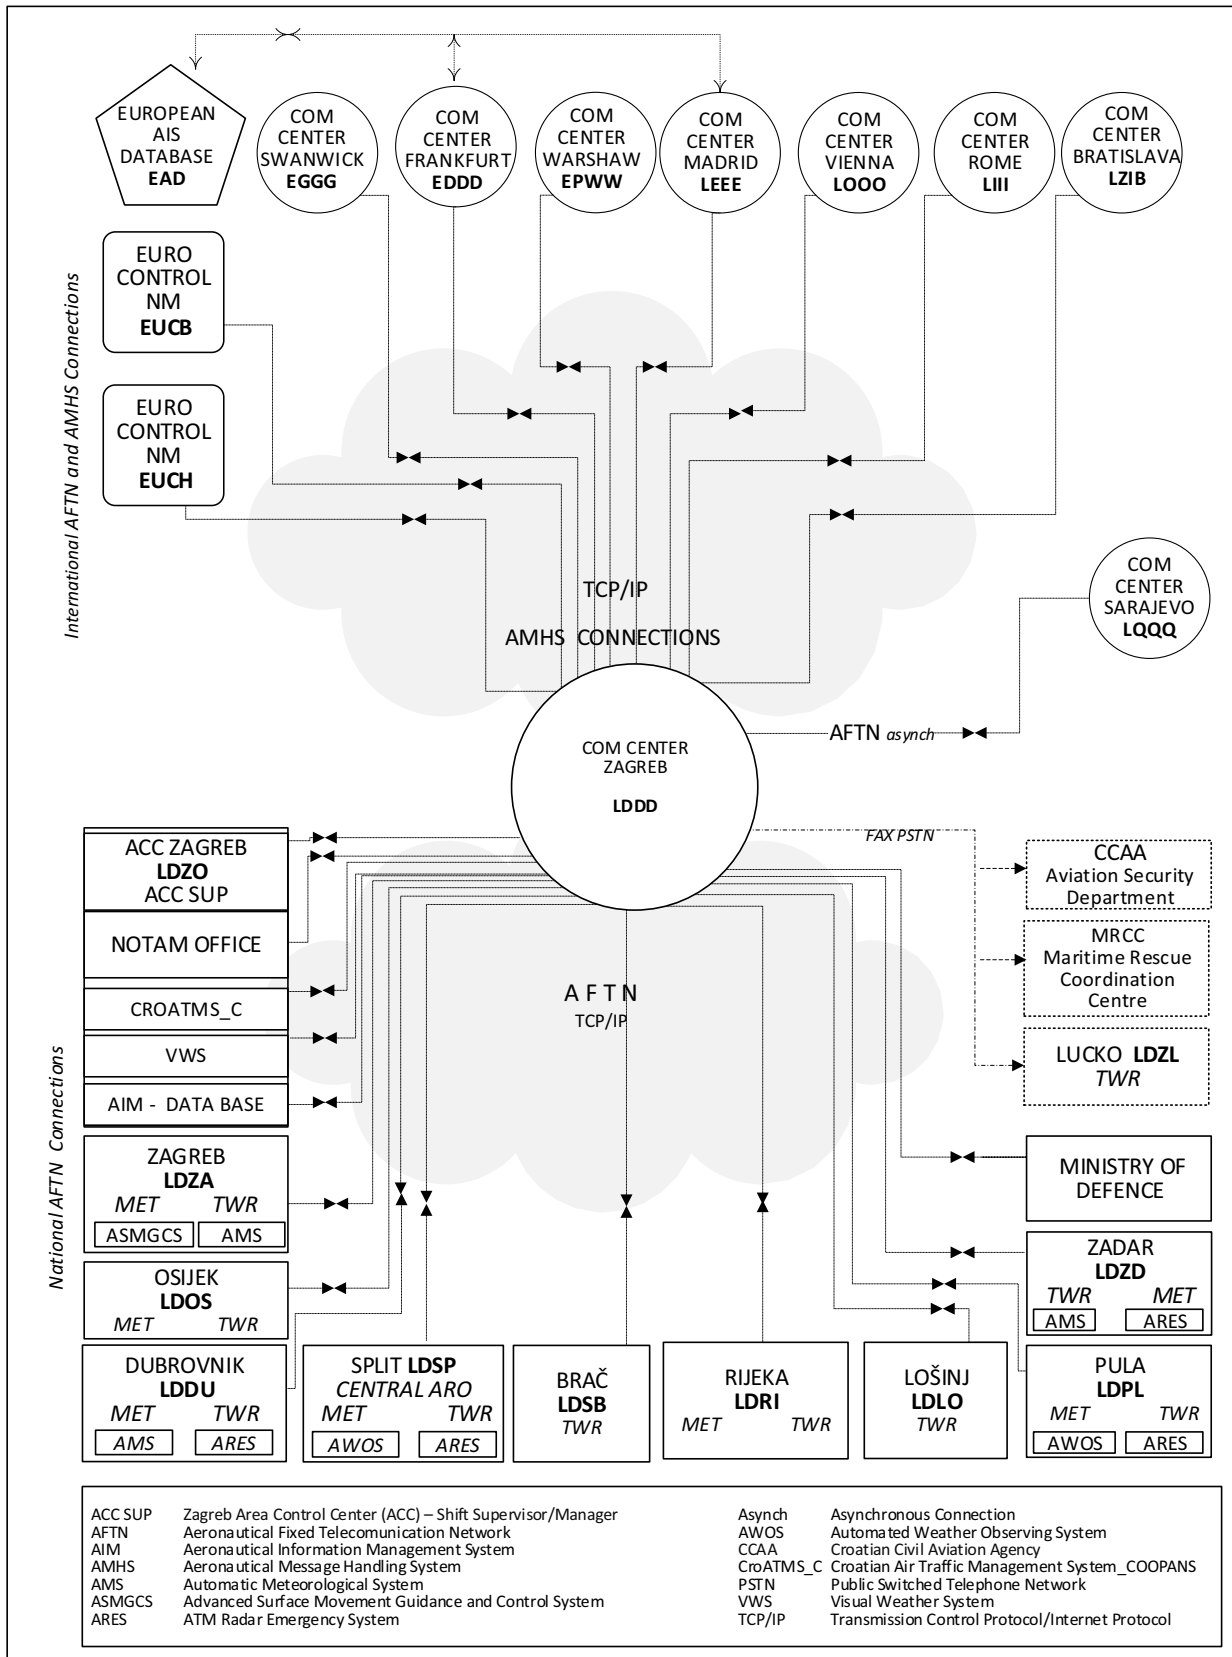 EUROPEAN
AIS
DATABASE
EAD
COM
CENTER
SWANWICK
EGGG
COM
CENTER
FRANKFURT
EDDD
COM
CENTER
WARSHAW
EPWW
COM
CENTER
MADRID
LEEE
COM
CENTER
VIENNA
LOOO
COM
CENTER
ROME
LIII
COM
CENTER
BRATISLAVA
LZIB
International AFTN and AMHS Connections
EURO
CONTROL
NM
EUCB
EURO
CONTROL
NM
EUCH
TCP/IP
AMHS CONNECTIONS
COM
CENTER
SARAJEVO
LQQQ
AFTN asynch
COM CENTER
ZAGREB
LDDD
FAX PSTN
National AFTN Connections
ACC ZAGREB
LDZO
ACC SUP
NOTAM OFFICE
CROATMS_C
VWS
AIM - DATA BASE
A F T N
TCP/IP
CCAA
Aviation Security
Department
MRCC
Maritime Rescue
Coordination
Centre
LUCKO LDZL
TWR
ZAGREB
LDZA
MET TWR
ASMGCS AMS
MINISTRY OF
DEFENCE
OSIJEK
LDOS
MET TWR
ZADAR
LDZD
TWR MET
AMS ARES
DUBROVNIK
LDDU
MET TWR
AMS ARES
SPLIT LDSP
CENTRAL ARO
MET TWR
AWOS ARES
BRAČ
LDSB
TWR
RIJEKA
LDRI
MET TWR
LOŠINJ
LDLO
TWR
PULA
LDPL
MET TWR
AWOS ARES
ACC SUP Zagreb Area Control Center (ACC) – Shift Supervisor/Manager
AFTN Aeronautical Fixed Telecomunication Network
AIM Aeronautical Information Management System
AMHS Aeronautical Message Handling System
AMS Automatic Meteorological System
ASMGCS Advanced Surface Movement Guidance and Control System
ARES ATM Radar Emergency System
Asynch Asynchronous Connection
AWOS Automated Weather Observing System
CCAA Croatian Civil Aviation Agency
CroATMS_C Croatian Air Traffic Management System_COOPANS
PSTN Public Switched Telephone Network
VWS Visual Weather System
TCP/IP Transmission Control Protocol/Internet Protocol